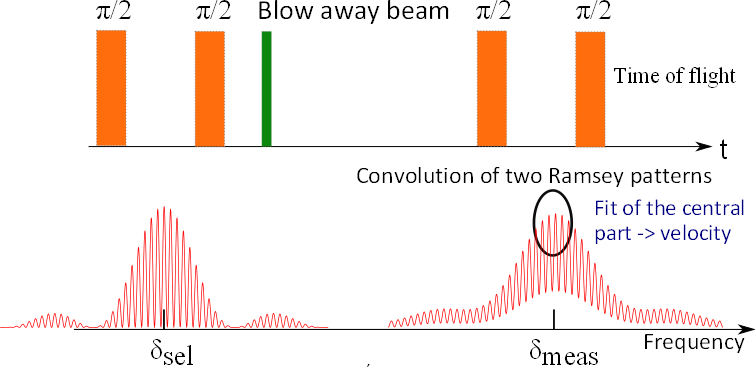 π/2 π/2 Blow away beam π/2 π/2
Time of flight
t
Convolution of two Ramsey patterns
Fit of the central
part -> velocity
Frequency
δsel δmeas
,